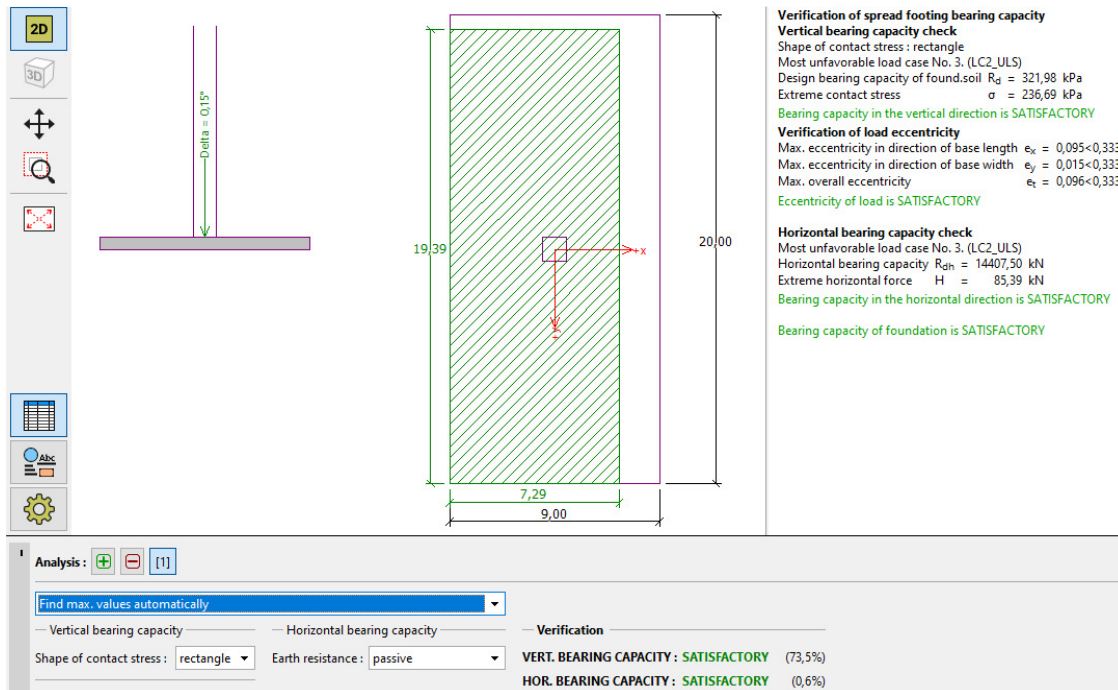 2D
3D
Delta = 0,15°
19,39
+x
20,00
7,29
9,00
Verification of spread footing bearing capacity
Vertical bearing capacity check
Shape of contact stress : rectangle
Most unfavorable load case No. 3. (LC2_ULS)
Design bearing capacity of found.soil Rd = 321,98 kPa
Extreme contact stress σ = 236,69 kPa
Bearing capacity in the vertical direction is SATISFACTORY
Verification of load eccentricity
Max. eccentricity in direction of base length ex = 0,095<0,333
Max. eccentricity in direction of base width ey = 0,015<0,333
Max. overall eccentricity et = 0,096<0,333
Eccentricity of load is SATISFACTORY
Horizontal bearing capacity check
Most unfavorable load case No. 3. (LC2_ULS)
Horizontal bearing capacity Rdh = 14407,50 kN
Extreme horizontal force H = 85,39 kN
Bearing capacity in the horizontal direction is SATISFACTORY
Bearing capacity of foundation is SATISFACTORY
Abc
Analysis : [1]
Find max. values automatically
Vertical bearing capacity
Horizontal bearing capacity
Verification
Shape of contact stress : rectangle
Earth resistance : passive
VERT. BEARING CAPACITY : SATISFACTORY (73,5%)
HOR. BEARING CAPACITY : SATISFACTORY (0,6%)